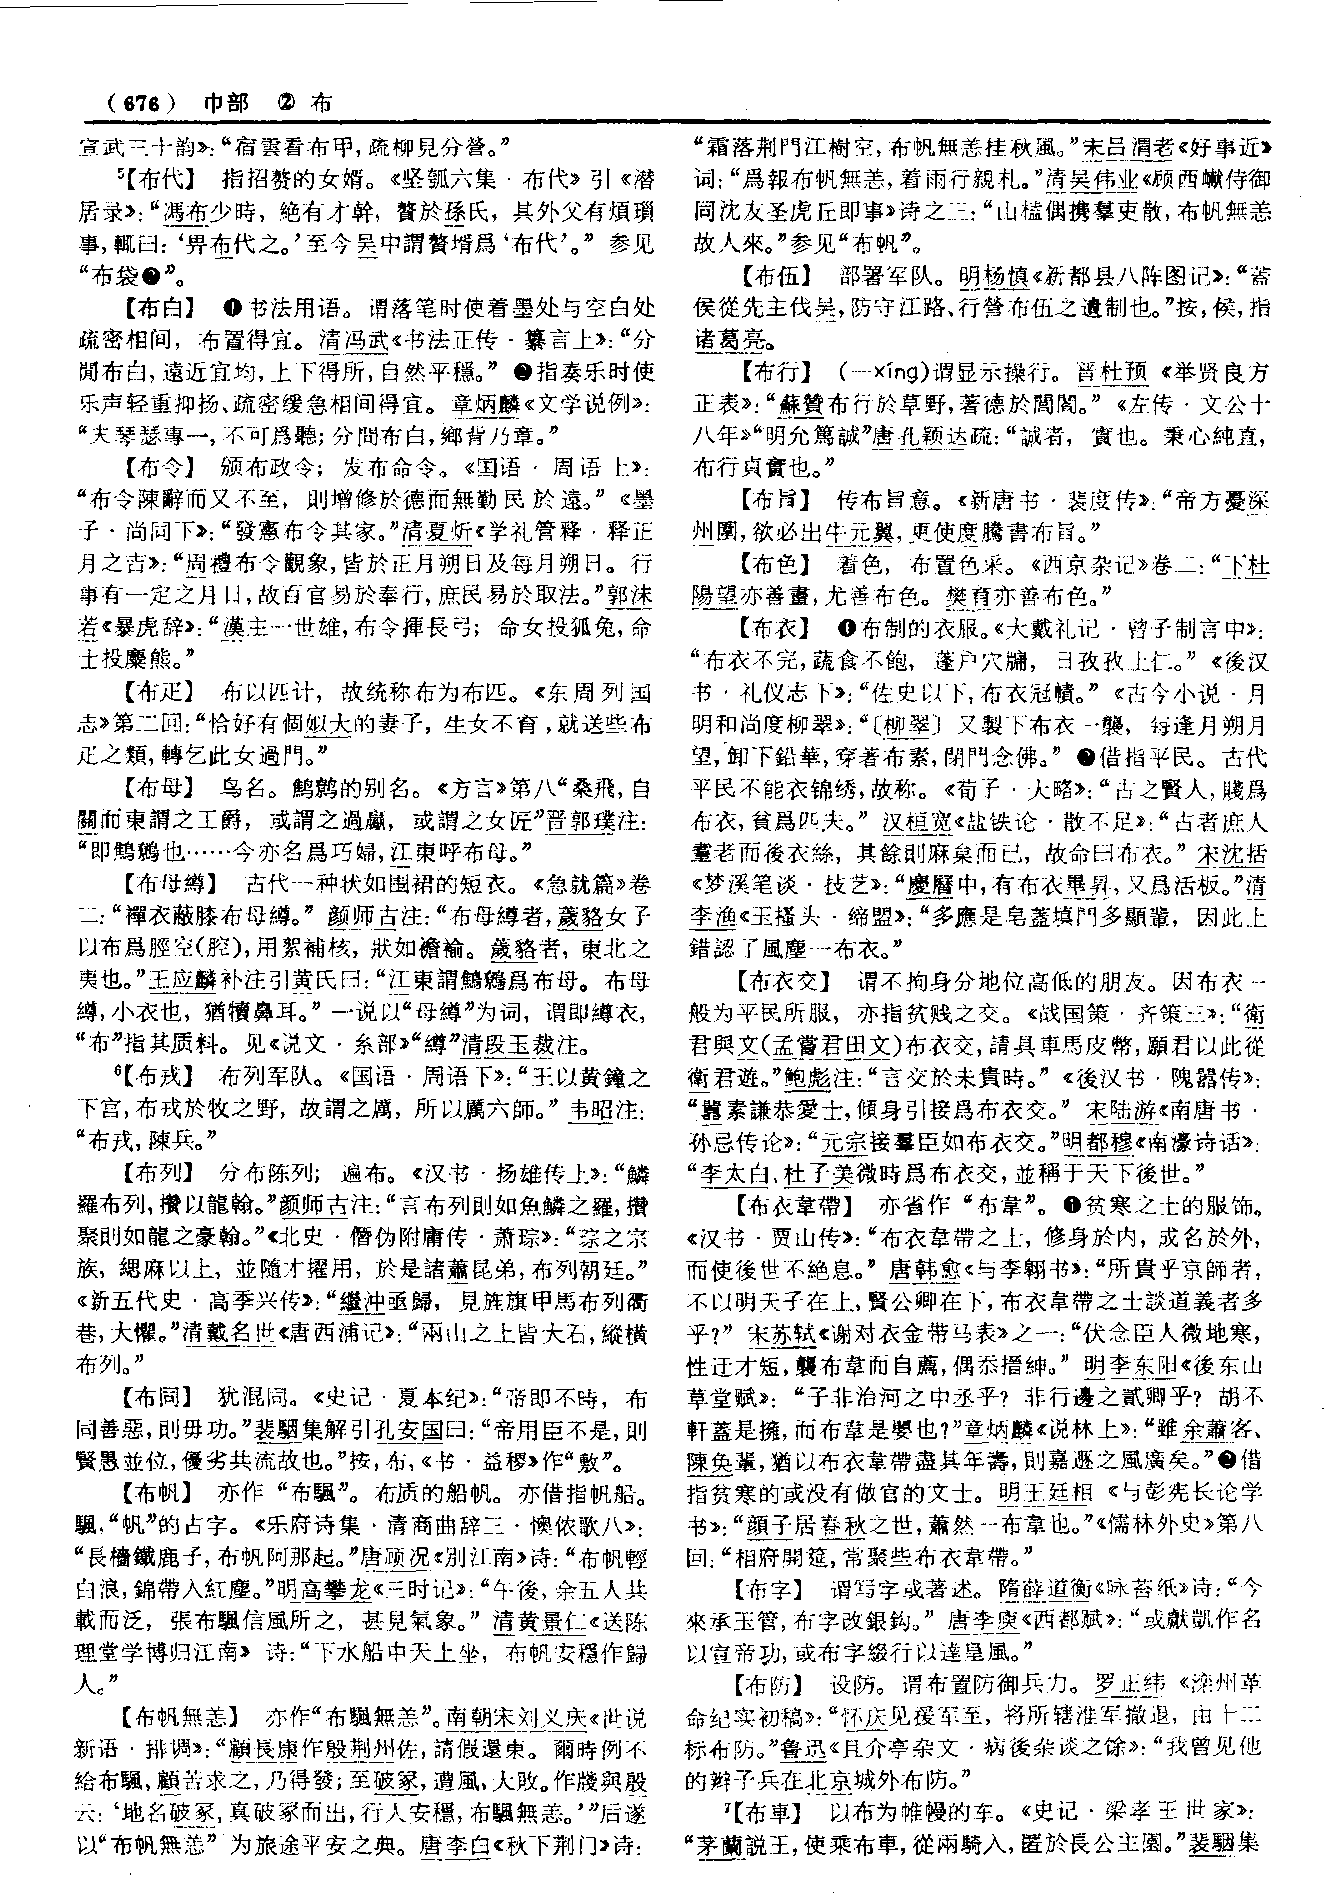 （676） 巾部 ② 布
宣武三十韵》：“宿雲看布甲，疏柳見分營。”
5【布代】 指招赘的女婿。《坚瓠六集·布代》引《潜
居录》：“馮布少時，絶有才幹，贅於孫氏，其外父有煩瑣
事，輒曰：‘畀布代之。’至今吴中謂贅壻爲‘布代’。” 参见
“布袋❷”。
【布白】 ❶书法用语。谓落笔时使着墨处与空白处
疏密相间，布置得宜。清冯武《书法正传·纂言上》：“分
閒布白，遠近宜均，上下得所，自然平穩。” ❷指奏乐时使
乐声轻重抑扬、疏密缓急相间得宜。章炳麟《文学说例》：
“夫琴瑟專一，不可爲聽；分間布白，鄉背乃章。”
【布令】 颁布政令；发布命令。《国语·周语上》：
“布令陳辭而又不至，則增修於德而無勤民於遠。”《墨
子·尚同下》：“發憲布令其家。”清夏炘《学礼管释·释正
月之吉》：“周禮布令觀象，皆於正月朔日及每月朔日。行
事有一定之月日，故百官易於奉行，庶民易於取法。”郭沫
若《暴虎辞》：“漢主一世雄，布令揮長弓；命女投狐兔，命
士投麋熊。”
【布疋】 布以匹计，故统称布为布匹。《东周列国
志》第二回：“恰好有個姒大的妻子，生女不育，就送些布
疋之類，轉乞此女過門。”
【布母】 鸟名。鷦鷯的别名。《方言》第八“桑飛，自
關而東謂之工爵，或謂之過鸁，或謂之女匠”晋郭璞注：
“即鷦鷯也……今亦名爲巧婦，江東呼布母。”
【布母繜】 古代一种状如围裙的短衣。《急就篇》卷
二：“襌衣蔽膝布母繜。” 颜师古注：“布母繜者，薉貉女子
以布爲脛空（腔），用絮補核，狀如襜褕。薉貉者，東北之
夷也。”王应麟补注引黄氏曰：“江東謂鷦鷯爲布母。布母
繜，小衣也，猶犢鼻耳。” 一说以“母繜”为词，谓即繜衣，
“布”指其质料。见《说文·糸部》“繜”清段玉裁注。
6【布戎】 布列军队。《国语·周语下》：“王以黄鐘之
下宫，布戎於牧之野，故謂之厲，所以厲六師。” 韦昭注：
“布戎，陳兵。”
【布列】 分布陈列；遍布。《汉书·扬雄传上》：“鱗
羅布列，攢以龍翰。”颜师古注：“言布列則如魚鱗之羅，攢
聚則如龍之豪翰。”《北史·僭伪附庸传·萧琮》：“琮之宗
族，緦麻以上，並隨才擢用，於是諸蕭昆弟，布列朝廷。”
《新五代史·高季兴传》：“繼沖亟歸，見旌旗甲馬布列衢
巷，大懼。”清戴名世《唐西浦记》：“兩山之上皆大石，縱橫
布列。”
【布同】 犹混同。《史记·夏本纪》：“帝即不時，布
同善惡，則毋功。”裴駰集解引孔安国曰：“帝用臣不是，則
賢愚並位，優劣共流故也。”按，布，《书·益稷》作“敷”。
【布帆】 亦作“布颿”。布质的船帆。亦借指帆船。
颿，“帆”的古字。《乐府诗集·清商曲辞三·懊侬歌八》：
“長檣鐵鹿子，布帆阿那起。”唐顾况《别江南》诗：“布帆輕
白浪，錦帶入紅塵。”明高攀龙《三时记》：“午後，余五人共
載而泛，張布颿信風所之，甚見氣象。” 清黄景仁《送陈
理堂学博归江南》诗：“下水船中天上坐，布帆安穩作歸
人。”
【布帆無恙】 亦作“布颿無恙”。南朝宋刘义庆《世说
新语·排调》：“顧長康作殷荆州佐，請假還東。爾時例不
給布颿，顧苦求之，乃得發；至破冢，遭風，大敗。作牋與殷
云：‘地名破冢，真破冢而出，行人安穩，布颿無恙。’”后遂
以“布帆無恙”为旅途平安之典。唐李白《秋下荆门》诗：
“霜落荆門江樹空，布帆無恙挂秋風。”宋吕渭老《好事近》
词：“爲報布帆無恙，着雨行親札。”清吴伟业《顾西巘侍御
同沈友圣虎丘即事》诗之三：“山槛偶携羣吏散，布帆無恙
故人來。”参见“布帆”。
【布伍】 部署军队。明杨慎《新都县八阵图记》：“蓋
侯從先主伐吴，防守江路、行營布伍之遺制也。”按，侯，指
诸葛亮。
【布行】 （—xíng）谓显示操行。晋杜预《举贤良方
正表》：“蘇贊布行於草野，著德於閭閻。”《左传·文公十
八年》“明允篤誠”唐孔颖达疏：“誠者，實也。秉心純直，
布行貞實也。”
【布旨】 传布旨意。《新唐书·裴度传》：“帝方憂深
州圍，欲必出牛元翼，更使度騰書布旨。”
【布色】 着色，布置色采。《西京杂记》卷二：“下杜
陽望亦善畫，尤善布色。樊育亦善布色。”
【布衣】 ❶布制的衣服。《大戴礼记·曾子制言中》：
“布衣不完，蔬食不飽，蓬户穴牖，日孜孜上仁。”《後汉
书·礼仪志下》：“佐史以下，布衣冠幘。”《古今小说·月
明和尚度柳翠》：“〔柳翠〕又製下布衣一襲，每逢月朔月
望，卸下鉛華，穿著布素，閉門念佛。” ❷借指平民。古代
平民不能衣锦绣，故称。《荀子·大略》：“古之賢人，賤爲
布衣，貧爲匹夫。” 汉桓宽《盐铁论·散不足》：“古者庶人
耋老而後衣絲，其餘則麻枲而已，故命曰布衣。” 宋沈括
《梦溪笔谈·技艺》：“慶曆中，有布衣畢昇，又爲活板。”清
李渔《玉搔头·缔盟》：“多應是皂蓋填門多顯輩，因此上
錯認了風塵一布衣。”
【布衣交】 谓不拘身分地位高低的朋友。因布衣一
般为平民所服，亦指贫贱之交。《战国策·齐策三》：“衛
君與文（孟嘗君田文）布衣交，請具車馬皮幣，願君以此從
衛君遊。”鲍彪注：“言交於未貴時。”《後汉书·隗嚣传》：
“囂素謙恭愛士，傾身引接爲布衣交。” 宋陆游《南唐书·
孙忌传论》：“元宗接羣臣如布衣交。”明都穆《南濠诗话》：
“李太白、杜子美微時爲布衣交，並稱于天下後世。”
【布衣韋帶】 亦省作“布韋”。❶贫寒之士的服饰。
《汉书·贾山传》：“布衣韋帶之士，修身於内，成名於外，
而使後世不絶息。” 唐韩愈《与李翱书》：“所貴乎京師者，
不以明天子在上，賢公卿在下，布衣韋帶之士談道義者多
乎？” 宋苏轼《谢对衣金带马表》之一：“伏念臣人微地寒，
性迂才短，襲布韋而自薦，偶忝搢紳。” 明李东阳《後东山
草堂赋》：“子非治河之中丞乎？非行邊之貳卿乎？胡不
軒蓋是擁，而布韋是嬰也？”章炳麟《说林上》：“雖余蕭客、
陳奂輩，猶以布衣韋帶盡其年壽，則嘉遯之風廣矣。”❷借
指贫寒的或没有做官的文士。明王廷相《与彭宪长论学
书》：“顔子居春秋之世，蕭然一布韋也。”《儒林外史》第八
回：“相府開筵，常聚些布衣韋帶。”
【布字】 谓写字或著述。隋薛道衡《咏苔纸》诗：“今
來承玉管，布字改銀鈎。” 唐李庾《西都赋》：“或獻凱作名
以宣帝功，或布字綴行以達皇風。”
【布防】 设防。谓布置防御兵力。罗正纬《滦州革
命纪实初稿》：“怀庆见援军至，将所辖淮军撤退，由十二
标布防。”鲁迅《且介亭杂文·病後杂谈之馀》：“我曾见他
的辫子兵在北京城外布防。”
7【布車】 以布为帷幔的车。《史记·梁孝王世家》：
“茅蘭説王，使乘布車，從兩騎入，匿於長公主園。”裴駰集